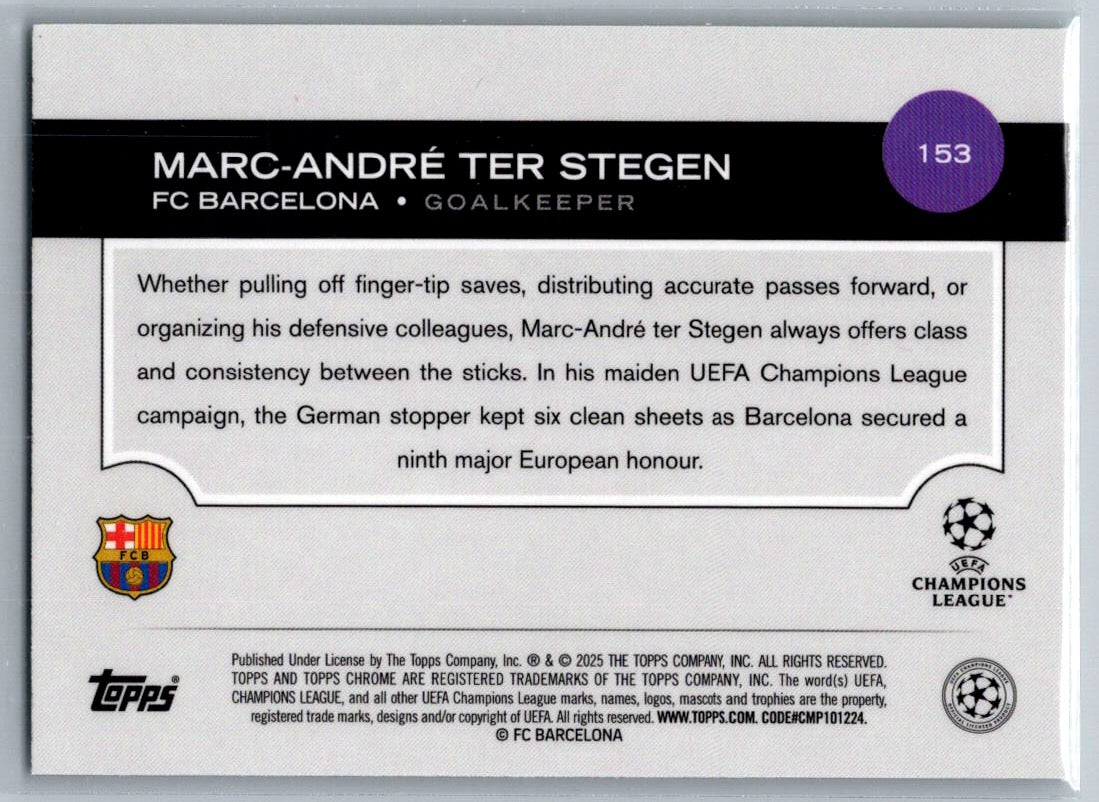 153
MARC-ANDRÉ TER STEGEN
FC BARCELONA • GOALKEEPER
Whether pulling off finger-tip saves, distributing accurate passes forward, or
organizing his defensive colleagues, Marc-André ter Stegen always offers class
and consistency between the sticks. In his maiden UEFA Champions League
campaign, the German stopper kept six clean sheets as Barcelona secured a
ninth major European honour.
FCB
UEFA
CHAMPIONS
LEAGUE
Published Under License by The Topps Company, Inc. ® & © 2025 THE TOPPS COMPANY, INC. ALL RIGHTS RESERVED.
TOPPS AND TOPPS CHROME ARE REGISTERED TRADEMARKS OF THE TOPPS COMPANY, INC. The word(s) UEFA,
CHAMPIONS LEAGUE, and all other UEFA Champions League marks, names, logos, mascots and trophies are the property,
registered trade marks, designs and/or copyright of UEFA. All rights reserved. WWW.TOPPS.COM. CODE#CMP101224.
© FC BARCELONA
topps®